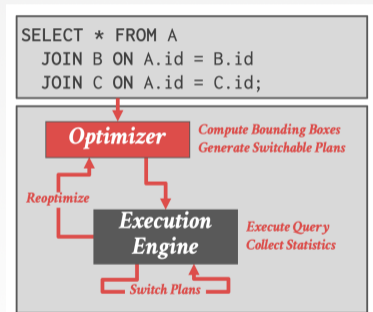 SELECT * FROM A
JOIN B ON A.id = B.id
JOIN C ON A.id = C.id;
Optimizer
Compute Bounding Boxes
Generate Switchable Plans
Reoptimize
Execution
Engine
Execute Query
Collect Statistics
Switch Plans